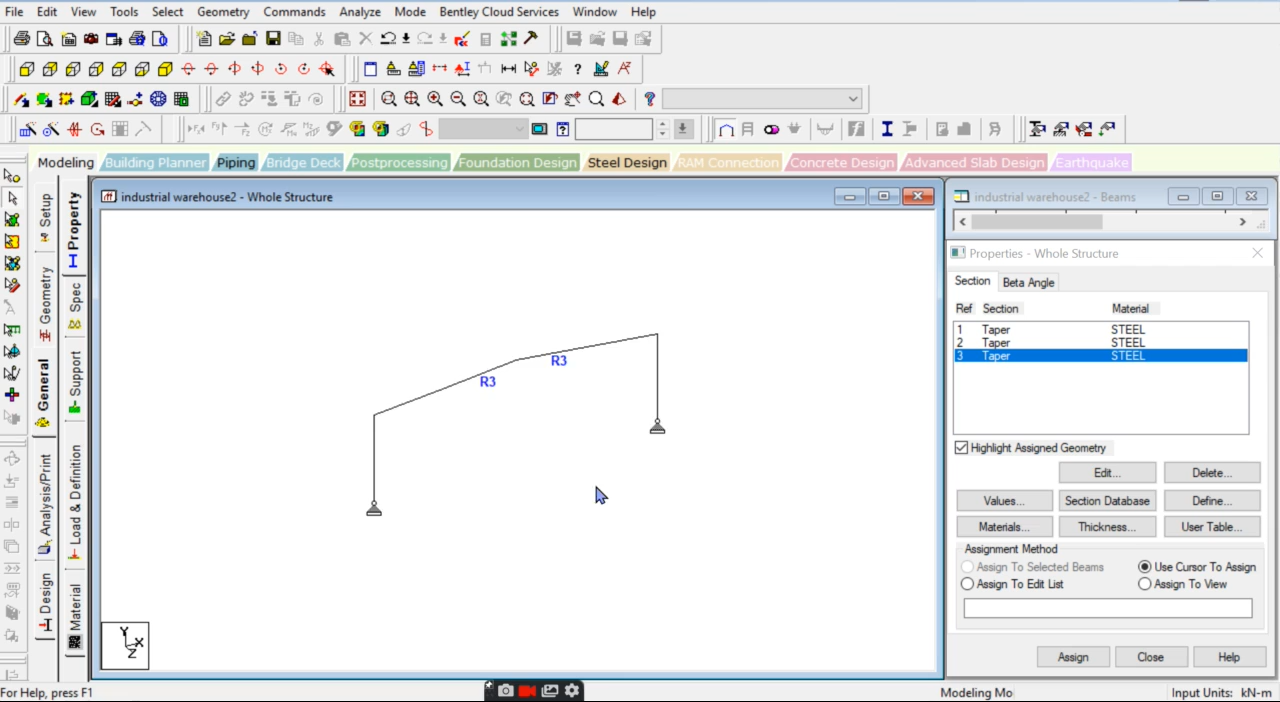 File Edit View Tools Select Geometry Commands Analyze Mode Bentley Cloud Services Window Help
Modeling Building Planner Piping Bridge Deck Postprocessing Foundation Design Steel Design RAM Connection Concrete Design Advanced Slab Design Earthquake
Setup
Geometry
General
Analysis/Print
Design
Property
Spec
Support
Load & Definition
Material
industrial warehouse2 - Whole Structure
R3
R3
Y
X
Z
industrial warehouse2 - Beams
Properties - Whole Structure
Section Beta Angle
Ref Section Material
1 Taper STEEL
2 Taper STEEL
3 Taper STEEL
Highlight Assigned Geometry
Edit... Delete...
Values... Section Database Define...
Materials... Thickness... User Table...
Assignment Method
Assign To Selected Beams Use Cursor To Assign
Assign To Edit List Assign To View
Assign Close Help
For Help, press F1 Modeling Mo Input Units: kN-m